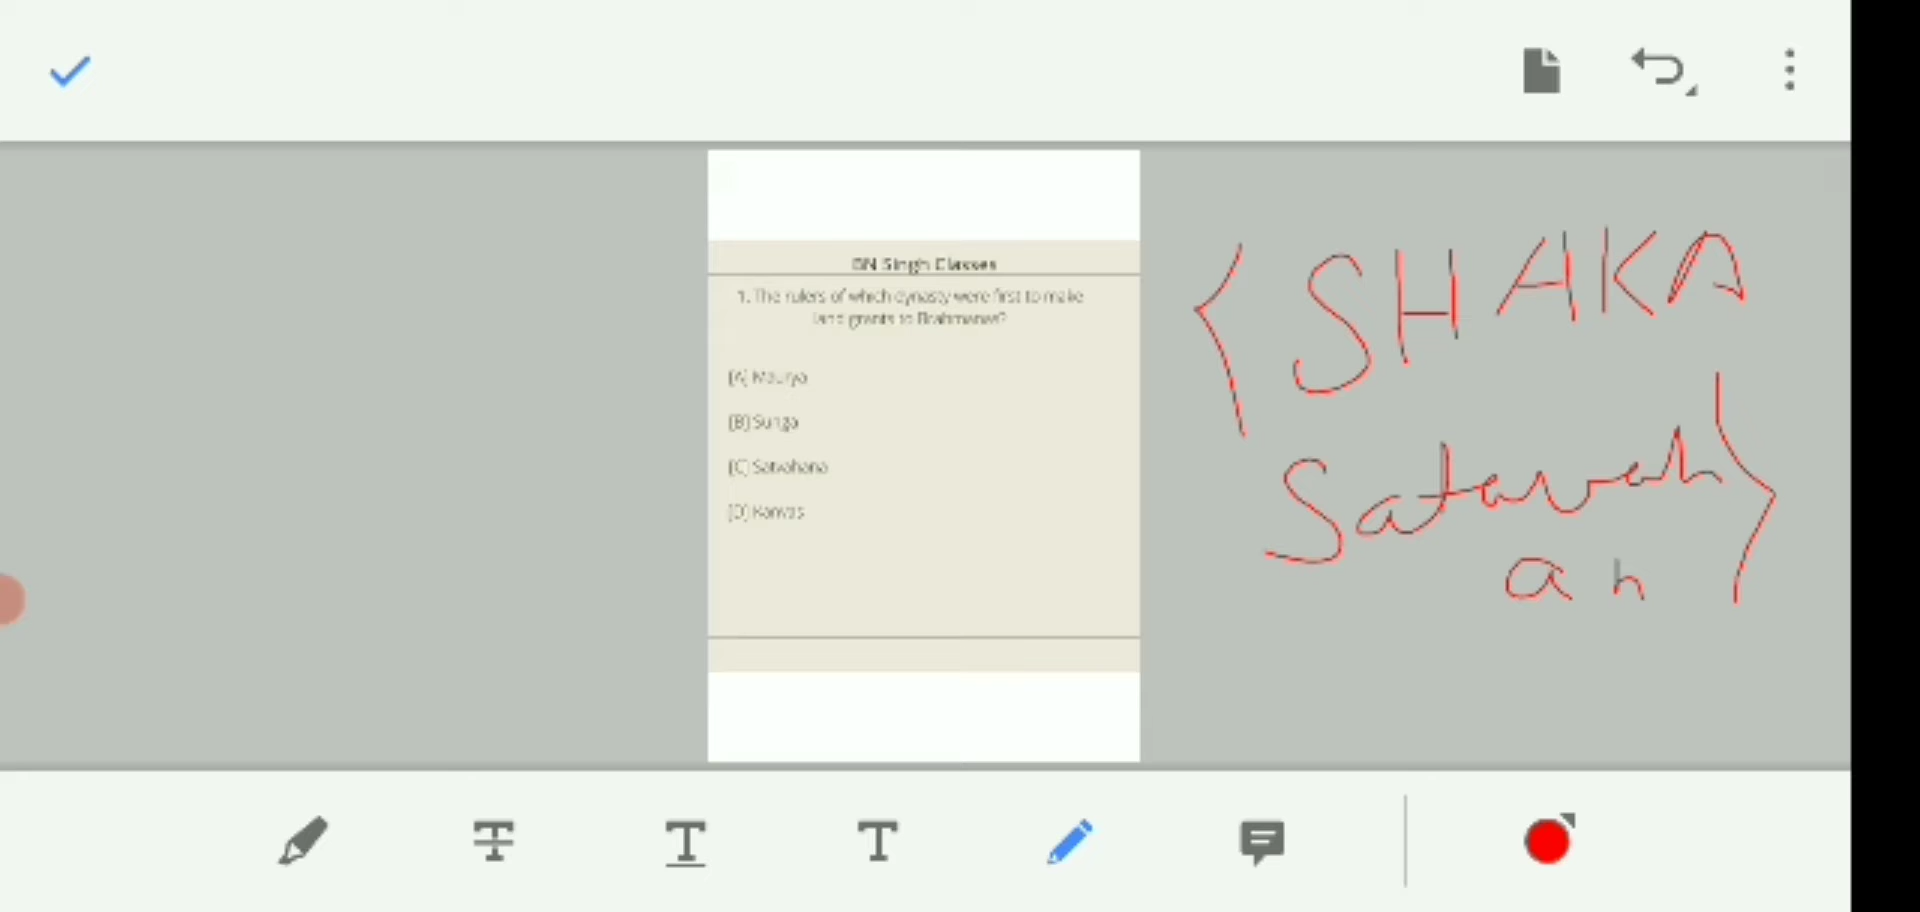 BN Singh Classes
1. The rulers of which dynasty were first to make
land grants to Brahmanas?
[A] Maurya
[B] Sunga
[C] Satvahana
[D] Kanvas
SHAKA
Satavah
an